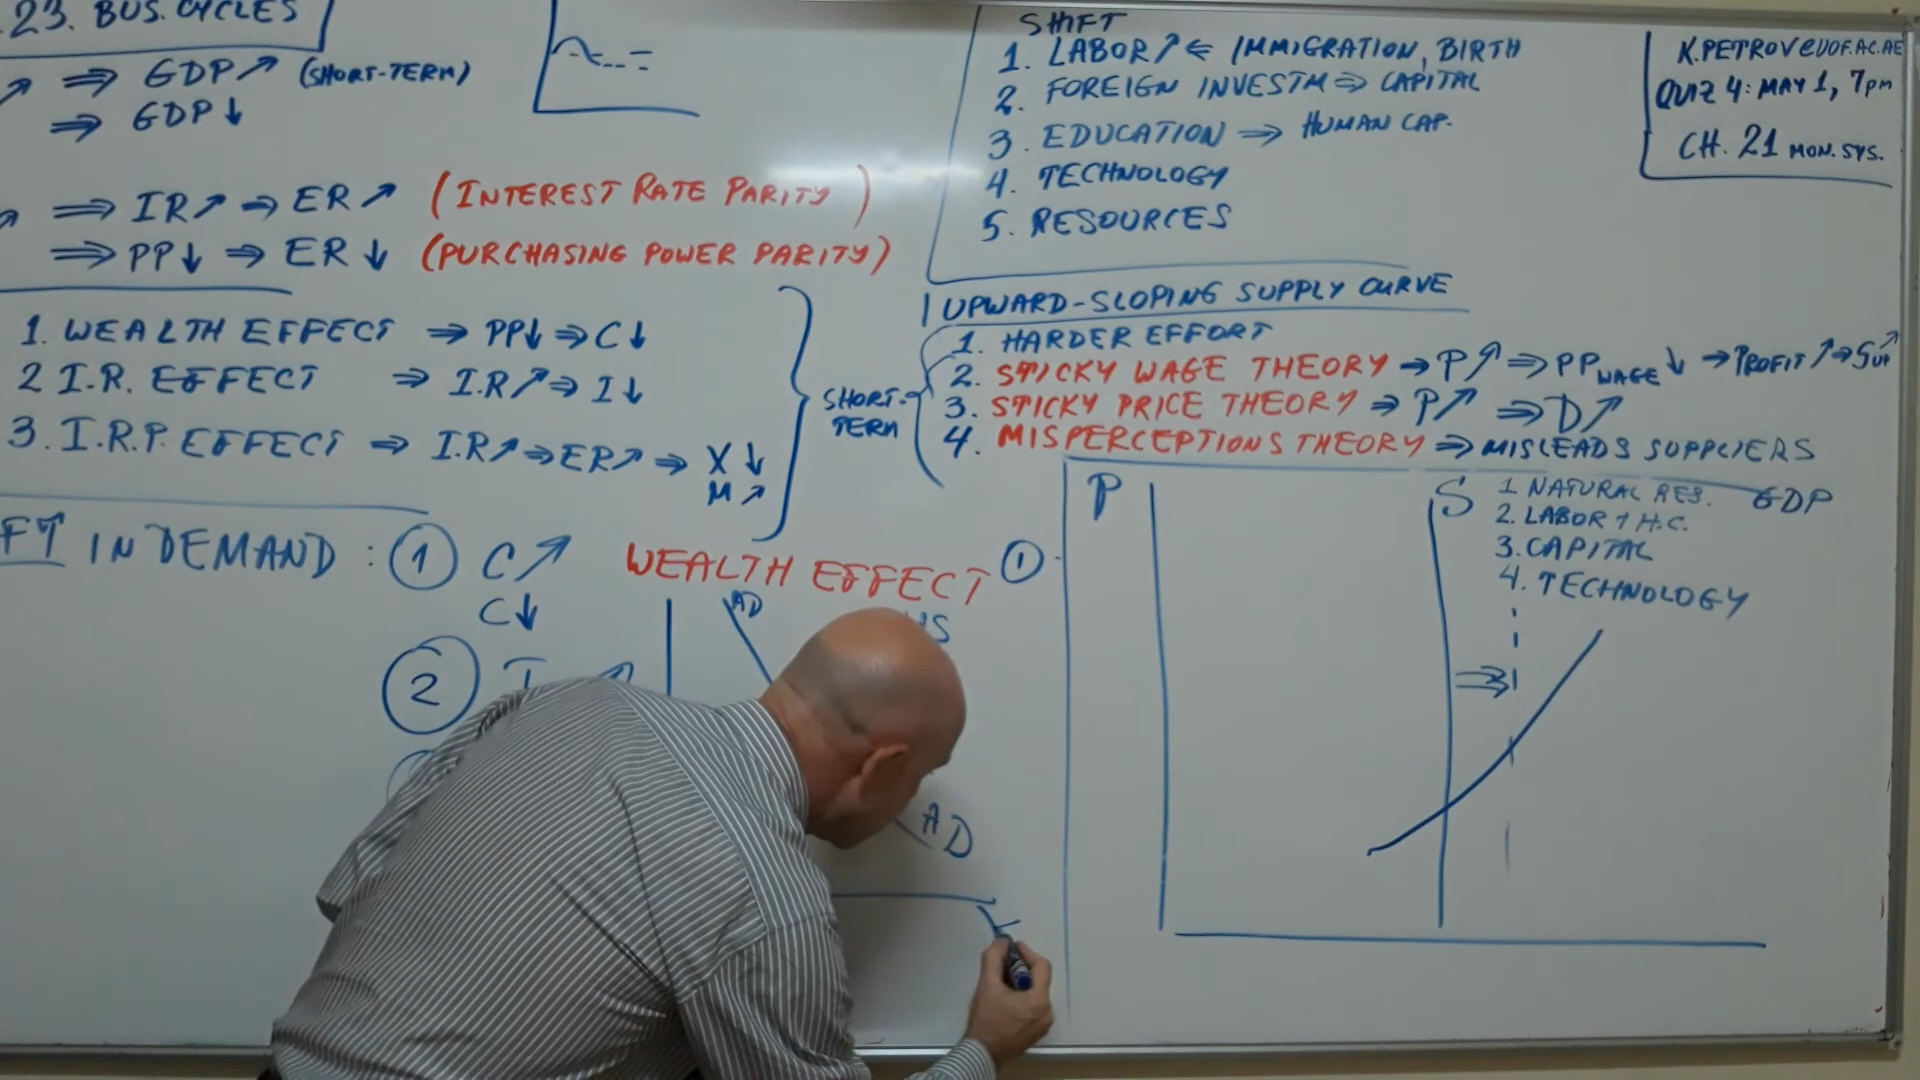 23. BUS. CYCLES
⇒ GDP ↗ (SHORT-TERM)
⇒ GDP ↓
⇒ IR ↗ ⇒ ER ↗ (INTEREST RATE PARITY)
⇒ PP ↓ ⇒ ER ↓ (PURCHASING POWER PARITY)
1. WEALTH EFFECT ⇒ PP↓ ⇒ C↓
2 I.R. EFFECT ⇒ I.R ↗ ⇒ I ↓
3. I.R.P. EFFECT ⇒ I.R ↗ ⇒ ER ↗ ⇒ X ↓
M ↗
SHORT-
TERM
FT IN DEMAND : 1 C ↗
C ↓
2 I
WEALTH EFFECT
AD
AD
Y
SHIFT
1. LABOR ↗ ⇐ IMMIGRATION, BIRTH
2. FOREIGN INVESTM ⇒ CAPITAL
3. EDUCATION ⇒ HUMAN CAP.
4. TECHNOLOGY
5. RESOURCES
UPWARD-SLOPING SUPPLY CURVE
1. HARDER EFFORT
2. STICKY WAGE THEORY → P ↗ ⇒ PP WAGE ↓ → PROFIT ↗ ⇒ SUP ↗
3. STICKY PRICE THEORY ⇒ P ↗ ⇒ D ↗
4. MISPERCEPTIONS THEORY ⇒ MISLEADS SUPPLIERS
1
P
S
1 NATURAL RES. GDP
2. LABOR + H.C.
3. CAPITAL
4. TECHNOLOGY
K.PETROV@UOF.AC.AE
QUIZ 4: MAY 1, 7pm
CH. 21 MON. SYS.